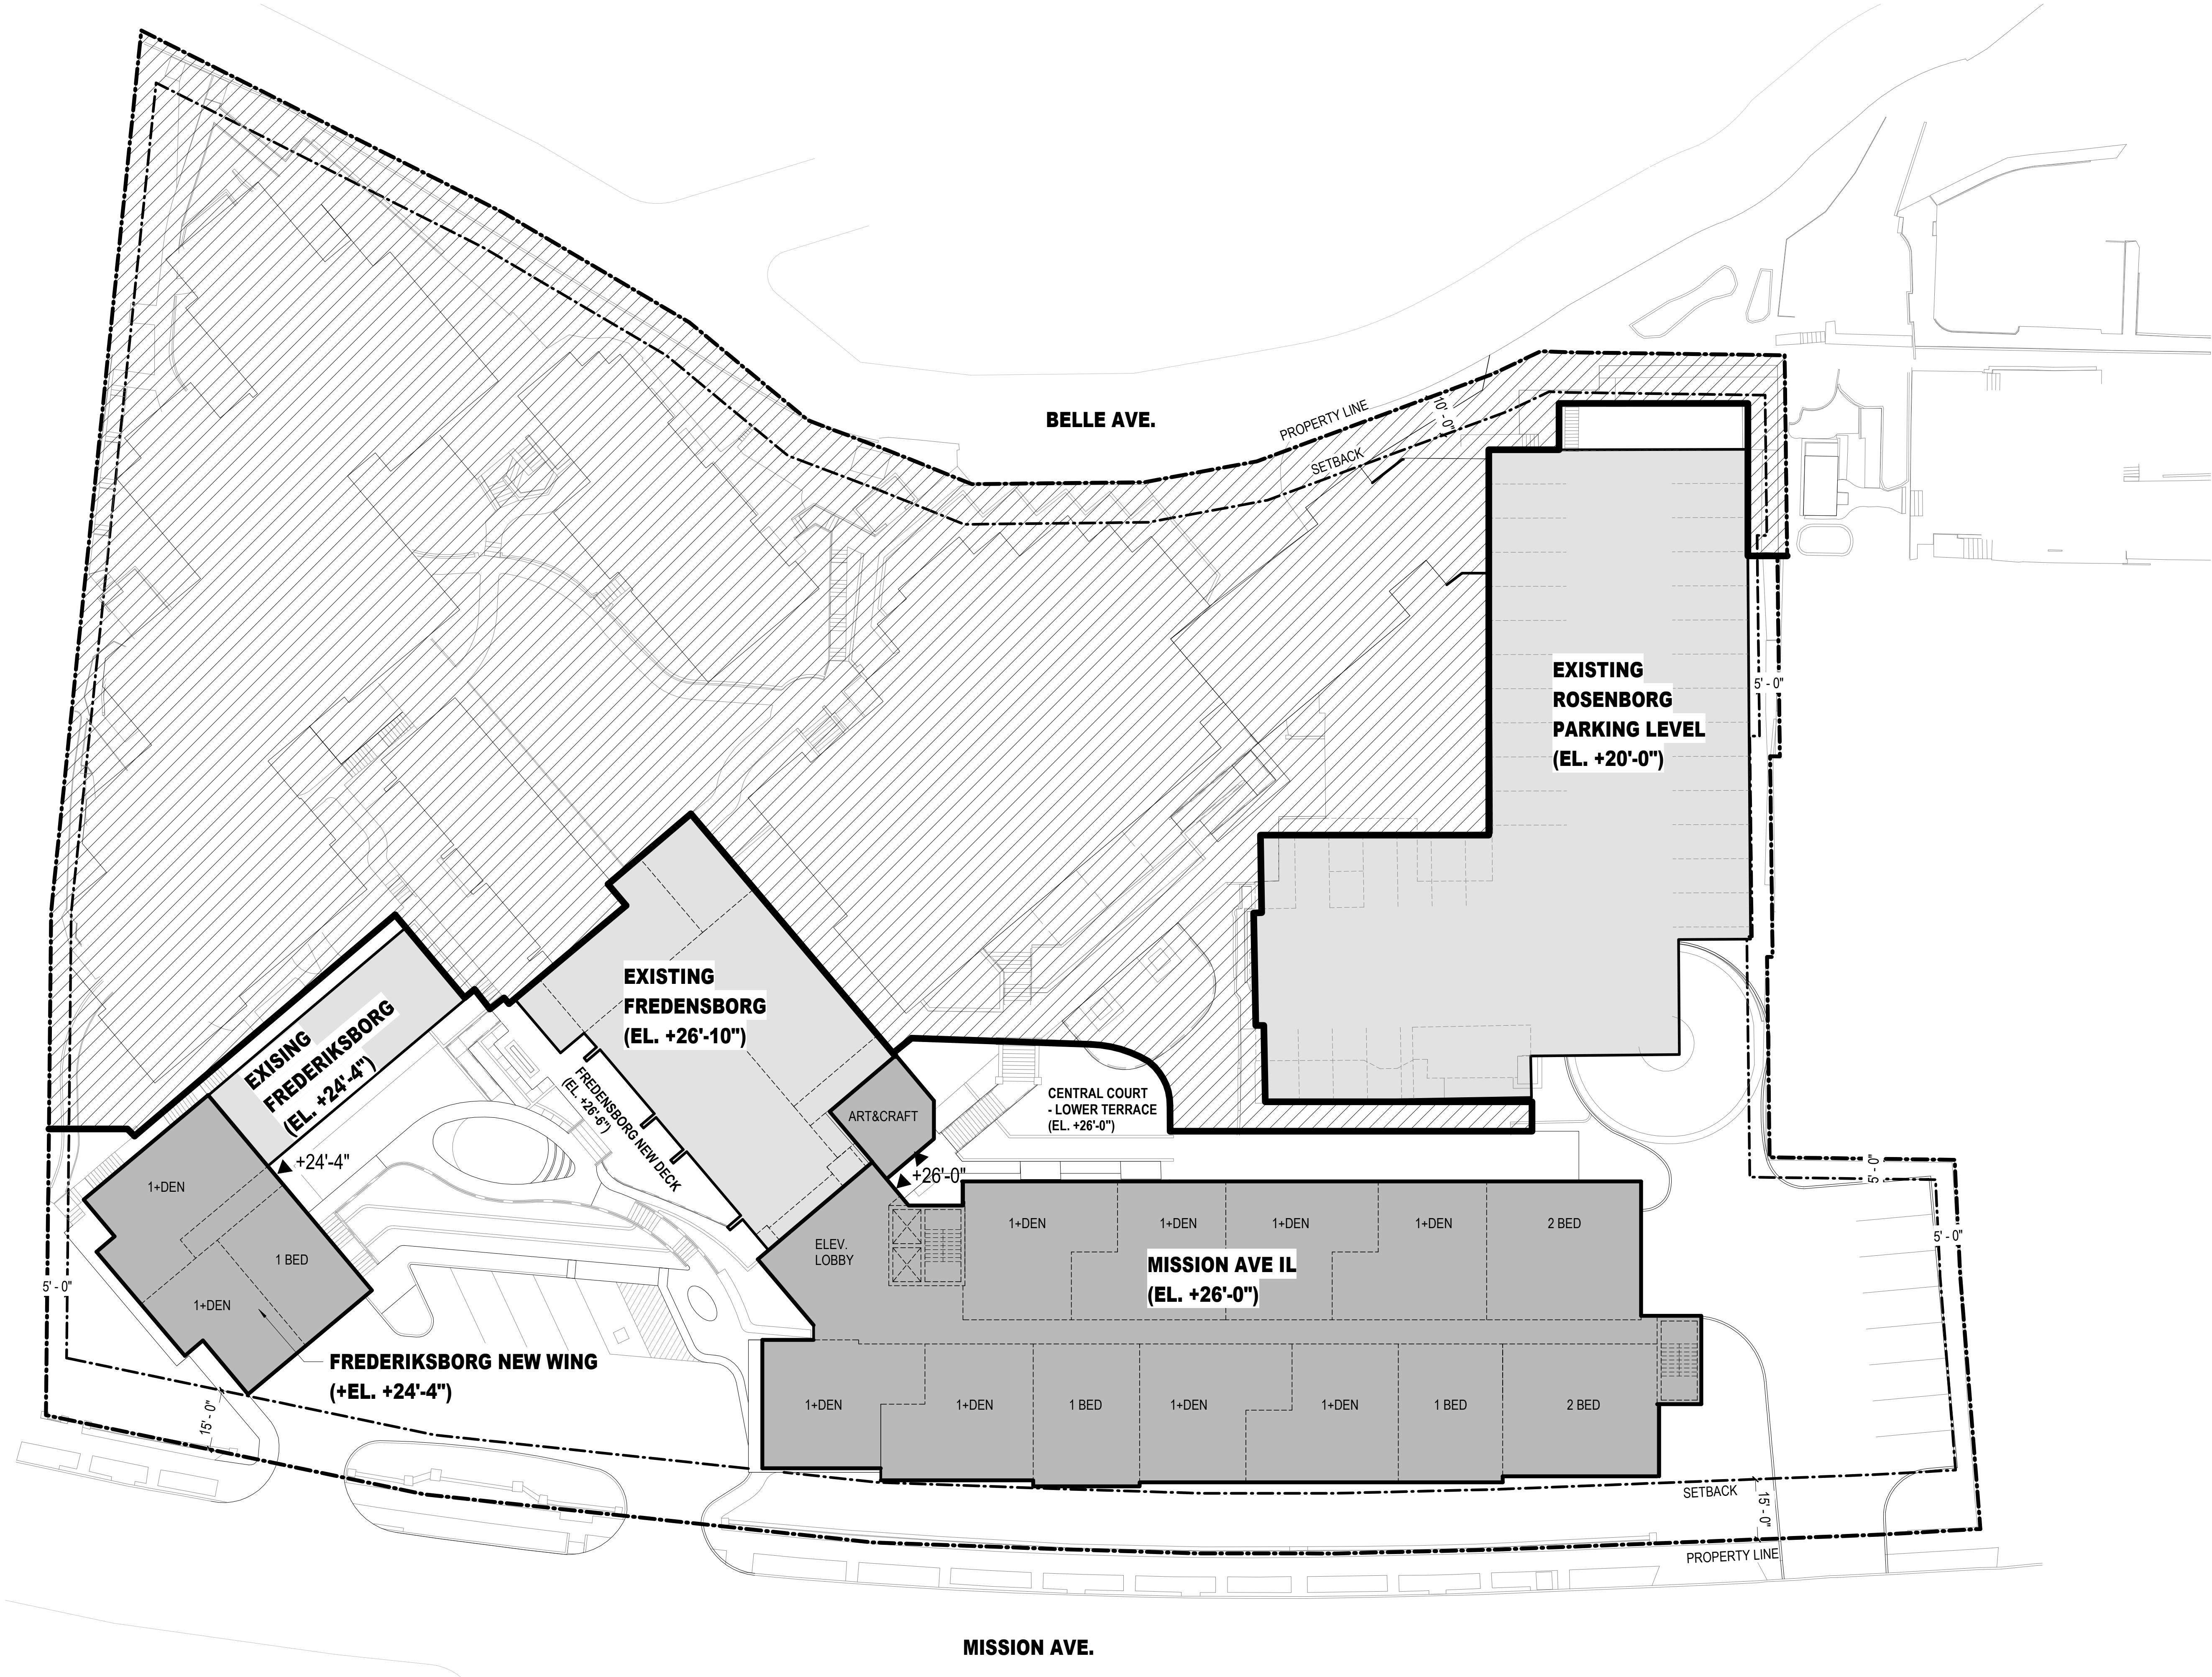 BELLE AVE.
PROPERTY LINE
SETBACK
10' - 0"
EXISTING
ROSENBORG
PARKING LEVEL
(EL. +20'-0")
5' - 0"
EXISTING
FREDENSBORG
(EL. +26'-10")
EXISING
FREDERIKSBORG
(EL. +24'-4")
FREDENSBORG NEW DECK
(EL. +26'-6")
ART&CRAFT
CENTRAL COURT
- LOWER TERRACE
(EL. +26'-0")
+24'-4"
+26'-0"
1+DEN
1 BED
1+DEN
5' - 0"
ELEV.
LOBBY
1+DEN
1+DEN
1+DEN
1+DEN
2 BED
MISSION AVE IL
(EL. +26'-0")
5' - 0"
5' - 0"
FREDERIKSBORG NEW WING
(+EL. +24'-4")
15' - 0"
1+DEN
1+DEN
1 BED
1+DEN
1+DEN
1 BED
2 BED
SETBACK
15' - 0"
PROPERTY LINE
MISSION AVE.